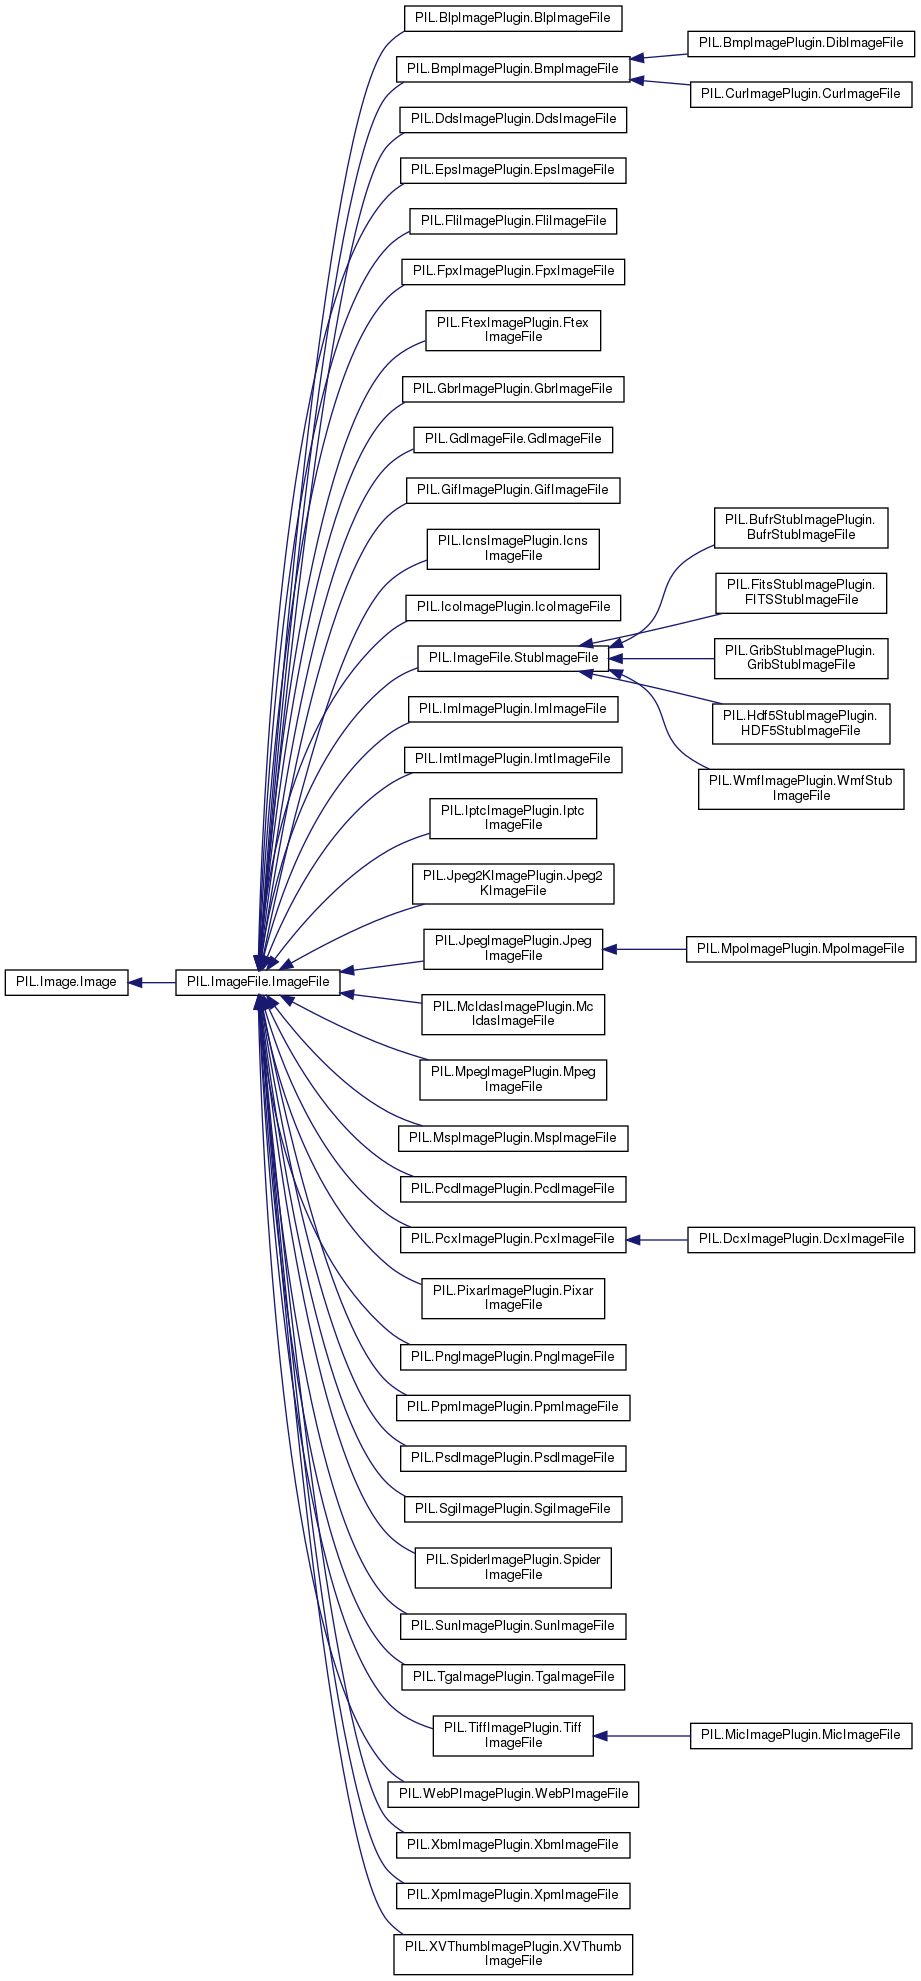 PIL.BlpImagePlugin.BlpImageFile
PIL.BmpImagePlugin.DibImageFile
PIL.BmpImagePlugin.BmpImageFile
PIL.CurImagePlugin.CurImageFile
PIL.DdsImagePlugin.DdsImageFile
PIL.EpsImagePlugin.EpsImageFile
PIL.FliImagePlugin.FliImageFile
PIL.FpxImagePlugin.FpxImageFile
PIL.FtexImagePlugin.Ftex
ImageFile
PIL.GbrImagePlugin.GbrImageFile
PIL.GdImageFile.GdImageFile
PIL.GifImagePlugin.GifImageFile
PIL.BufrStubImagePlugin.
BufrStubImageFile
PIL.IcnsImagePlugin.Icns
ImageFile
PIL.FitsStubImagePlugin.
FITSStubImageFile
PIL.IcoImagePlugin.IcoImageFile
PIL.ImageFile.StubImageFile
PIL.GribStubImagePlugin.
GribStubImageFile
PIL.ImImagePlugin.ImImageFile
PIL.Hdf5StubImagePlugin.
HDF5StubImageFile
PIL.ImtImagePlugin.ImtImageFile
PIL.WmfImagePlugin.WmfStub
ImageFile
PIL.IptcImagePlugin.Iptc
ImageFile
PIL.Jpeg2KImagePlugin.Jpeg2
KImageFile
PIL.JpegImagePlugin.Jpeg
ImageFile
PIL.MpoImagePlugin.MpoImageFile
PIL.Image.Image
PIL.ImageFile.ImageFile
PIL.McIdasImagePlugin.Mc
IdasImageFile
PIL.MpegImagePlugin.Mpeg
ImageFile
PIL.MspImagePlugin.MspImageFile
PIL.PcdImagePlugin.PcdImageFile
PIL.PcxImagePlugin.PcxImageFile
PIL.DcxImagePlugin.DcxImageFile
PIL.PixarImagePlugin.Pixar
ImageFile
PIL.PngImagePlugin.PngImageFile
PIL.PpmImagePlugin.PpmImageFile
PIL.PsdImagePlugin.PsdImageFile
PIL.SgiImagePlugin.SgiImageFile
PIL.SpiderImagePlugin.Spider
ImageFile
PIL.SunImagePlugin.SunImageFile
PIL.TgaImagePlugin.TgaImageFile
PIL.TiffImagePlugin.Tiff
ImageFile
PIL.MicImagePlugin.MicImageFile
PIL.WebPImagePlugin.WebPImageFile
PIL.XbmImagePlugin.XbmImageFile
PIL.XpmImagePlugin.XpmImageFile
PIL.XVThumbImagePlugin.XVThumb
ImageFile